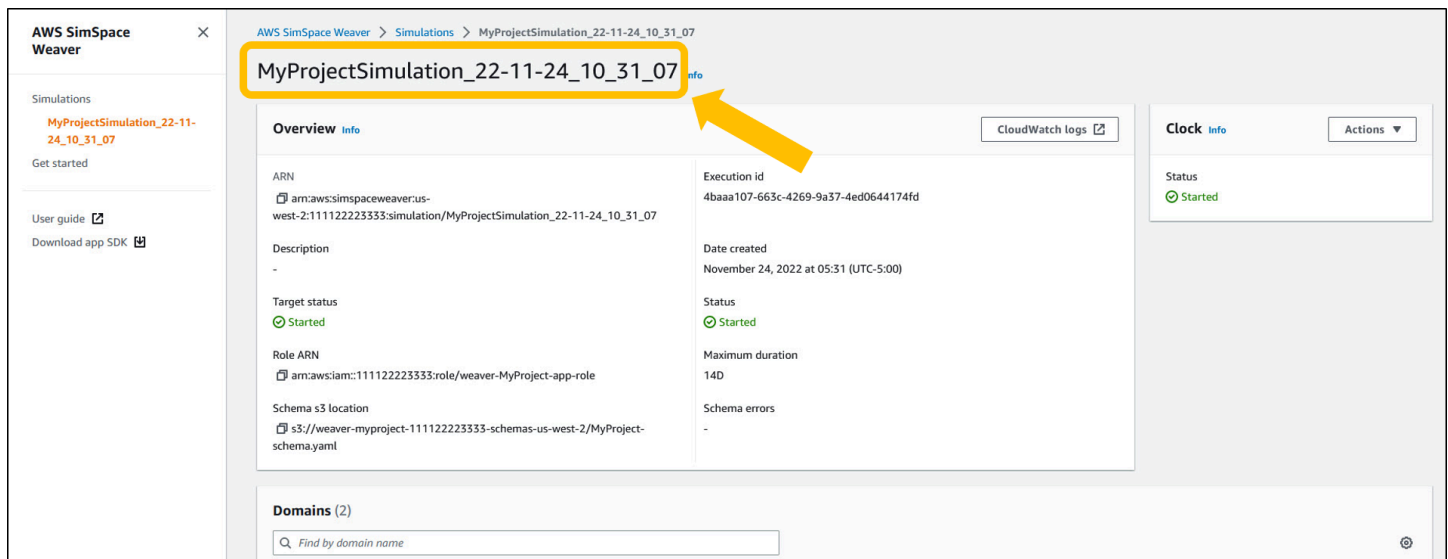 AWS SimSpace
Weaver
Simulations
MyProjectSimulation_22-11-
24_10_31_07
Get started
User guide
Download app SDK
AWS SimSpace Weaver > Simulations > MyProjectSimulation_22-11-24_10_31_07
MyProjectSimulation_22-11-24_10_31_07 nfo
Overview Info
CloudWatch logs
ARN
arn:aws:simspaceweaver:us-
west-2:111122223333:simulation/MyProjectSimulation_22-11-24_10_31_07
Description
-
Target status
Started
Role ARN
arn:aws:iam::111122223333:role/weaver-MyProject-app-role
Schema s3 location
s3://weaver-myproject-111122223333-schemas-us-west-2/MyProject-
schema.yaml
Execution id
4baaa107-663c-4269-9a37-4ed0644174fd
Date created
November 24, 2022 at 05:31 (UTC-5:00)
Status
Started
Maximum duration
14D
Schema errors
-
Clock Info
Actions
Status
Started
Domains (2)
Find by domain name